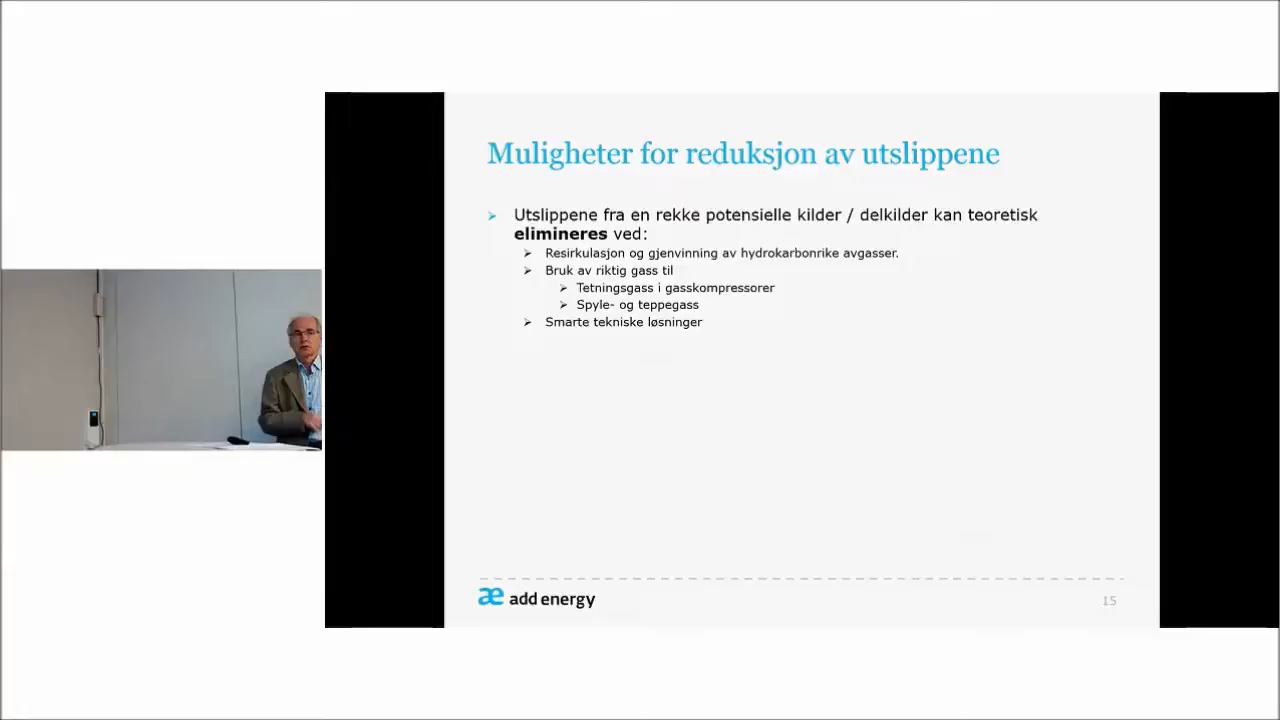 Muligheter for reduksjon av utslippene
Utslippene fra en rekke potensielle kilder / delkilder kan teoretisk
elimineres ved:
Resirkulasjon og gjenvinning av hydrokarbonrike avgasser.
Bruk av riktig gass til
Tetningsgass i gasskompressorer
Spyle- og teppegass
Smarte tekniske løsninger
æ add energy
15